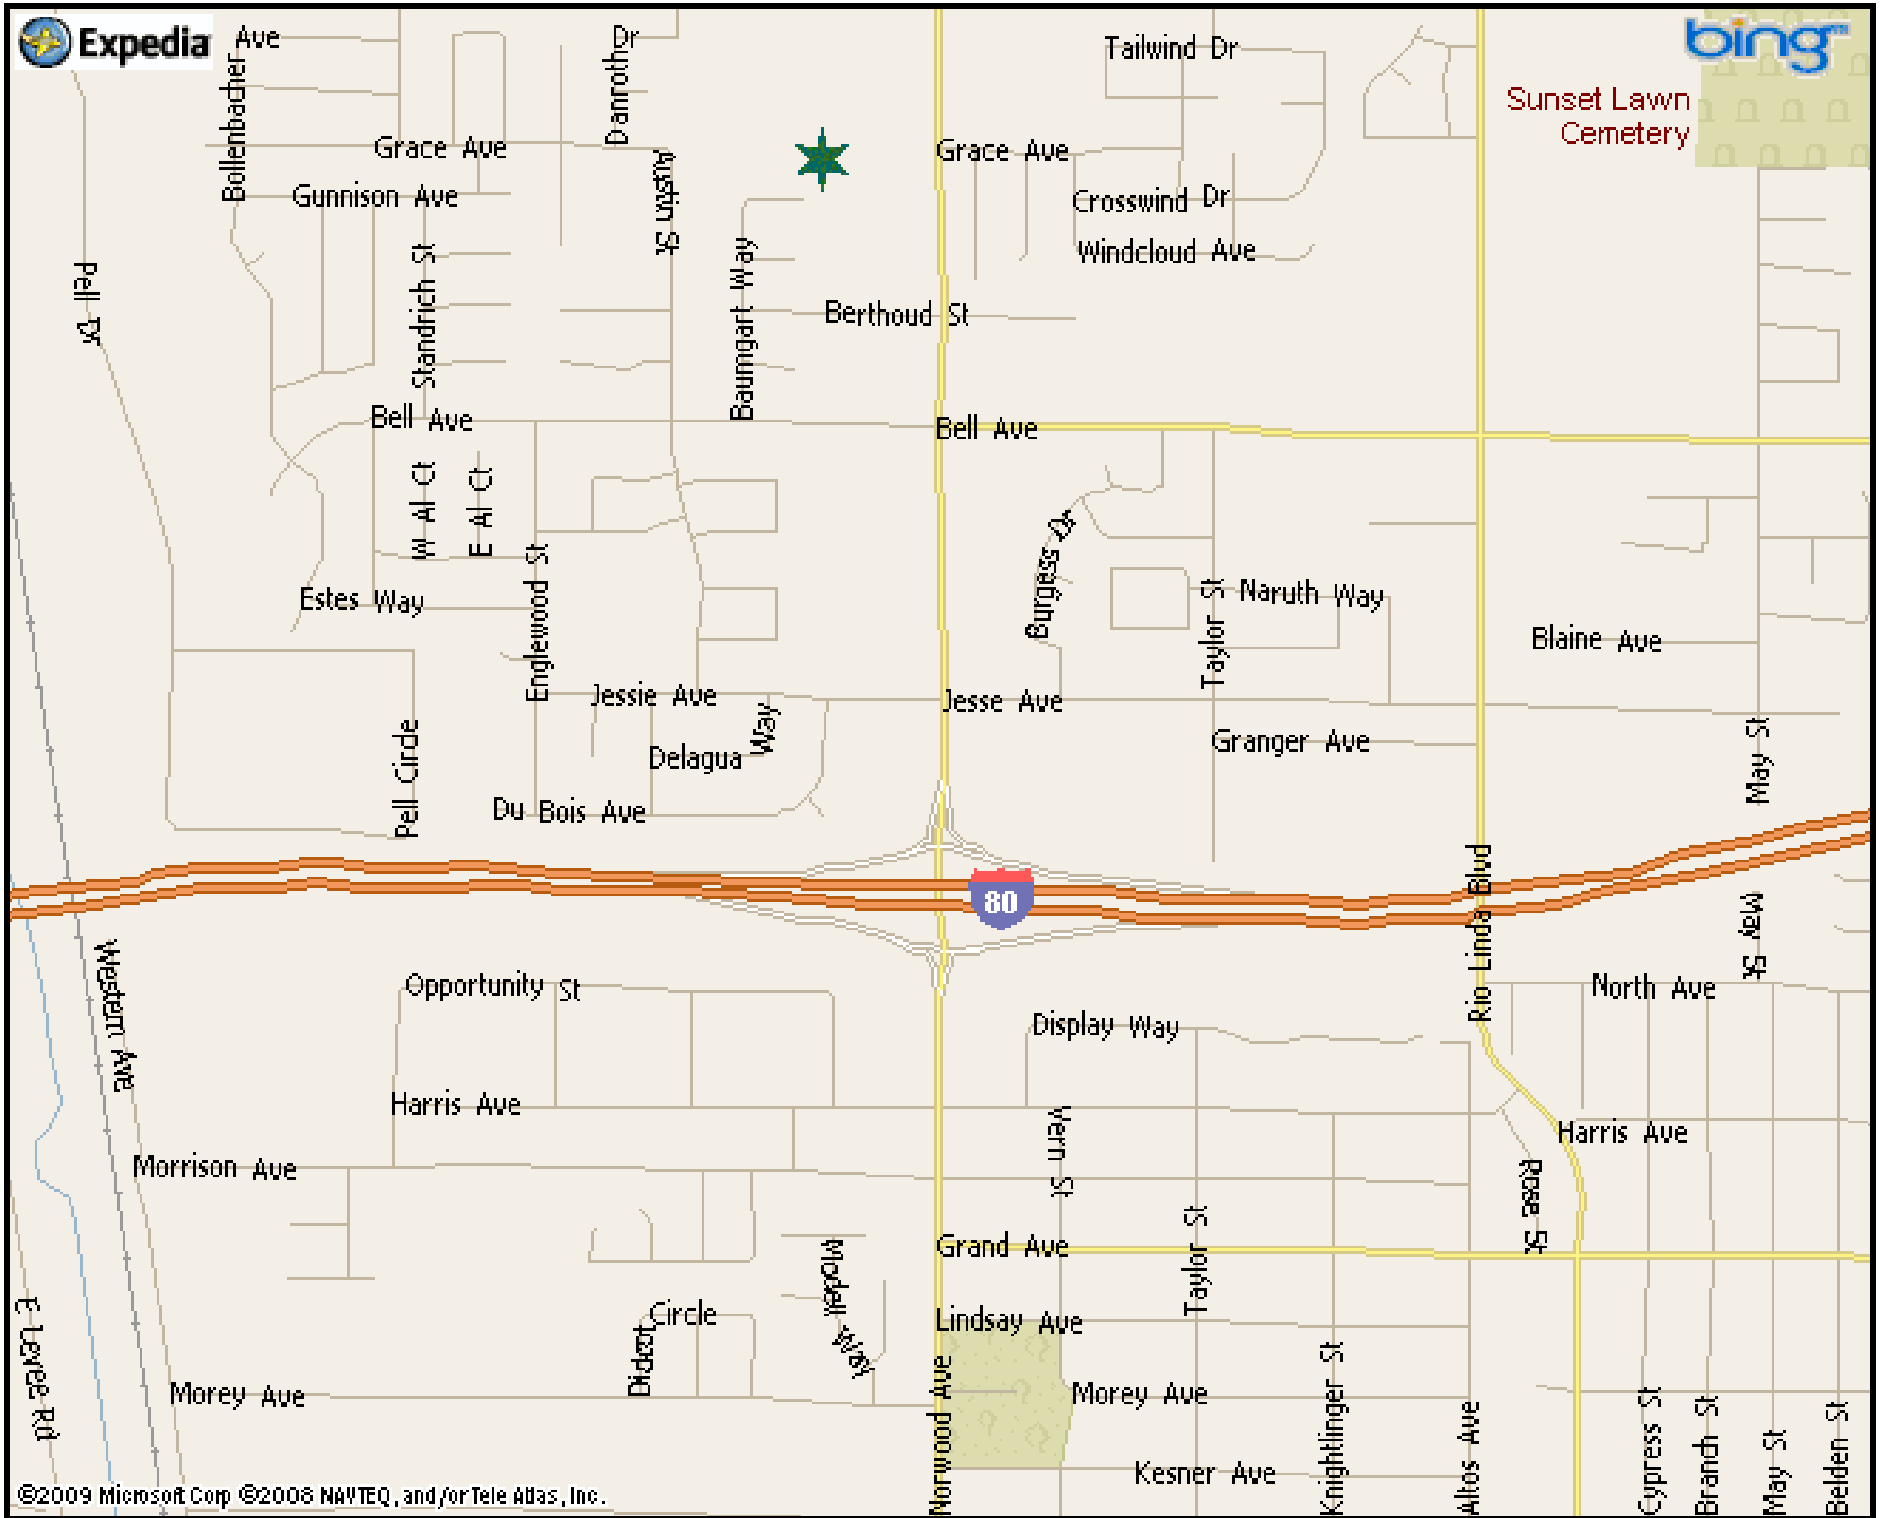 Expedia
bing™
Ave
Bollenbacher
Danroth Dr
Tailwind Dr
Sunset Lawn
Cemetery
Grace Ave
Grace Ave
Gunnison Ave
Austin St
Crosswind Dr
Windcloud Ave
Pell Dr
Standrich St
Baumgart Way
Berthoud St
Bell Ave
Bell Ave
W Al Ct
E Al Ct
Burgess Dr
Estes Way
Englewood St
Taylor St
Naruth Way
Blaine Ave
Jessie Ave
Jesse Ave
Delagua Way
Granger Ave
Pell Circle
May St
Du Bois Ave
80
Rio Linda Blvd
May St
Western Ave
Opportunity St
North Ave
Display Way
Harris Ave
Wern St
Harris Ave
Morrison Ave
Rose St
Taylor St
Grand Ave
Modell Way
E Levee Rd
Didcot Circle
Lindsay Ave
Morey Ave
Norwood Ave
Morey Ave
Knightlinger St
Altos Ave
Cypress St
Branch St
May St
Belden St
Kesner Ave
©2009 Microsoft Corp ©2008 NAVTEQ, and/or Tele Atlas, Inc.